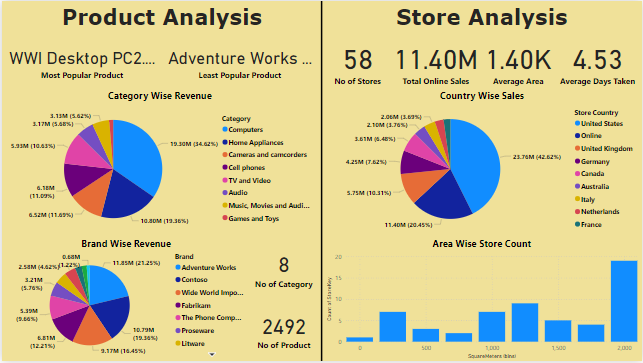 Product Analysis
WWI Desktop PC2....
Most Popular Product
Adventure Works ...
Least Popular Product
Category Wise Revenue
3.13M (5.62%)
3.17M (5.68%)
5.93M (10.63%)
6.18M
(11.09%)
6.52M (11.69%)
10.80M (19.36%)
19.30M (34.62%)
Category
Computers
Home Appliances
Cameras and camcorders
Cell phones
TV and Video
Audio
Music, Movies and Audi...
Games and Toys
Brand Wise Revenue
0.68M
(1.22%)
2.58M (4.62%)
3.21M
(5.76%)
5.39M
(9.66%)
6.81M
(12.21%)
9.17M (16.45%)
10.79M
(19.36%)
11.85M (21.25%)
Brand
Adventure Works
Contoso
Wide World Impo...
Fabrikam
The Phone Comp...
Proseware
Litware
8
No of Category
2492
No of Product
Store Analysis
58
No of Stores
11.40M
Total Online Sales
1.40K
Average Area
4.53
Average Days Taken
Country Wise Sales
2.06M (3.69%)
2.10M (3.76%)
3.61M (6.48%)
4.25M (7.62%)
5.75M (10.31%)
11.40M (20.45%)
23.76M (42.62%)
Store Country
United States
Online
United Kingdom
Germany
Canada
Australia
Italy
Netherlands
France
Area Wise Store Count
Count of StoreKey
20
15
10
5
0
0
500
1,000
1,500
2,000
SquareMeters (bins)